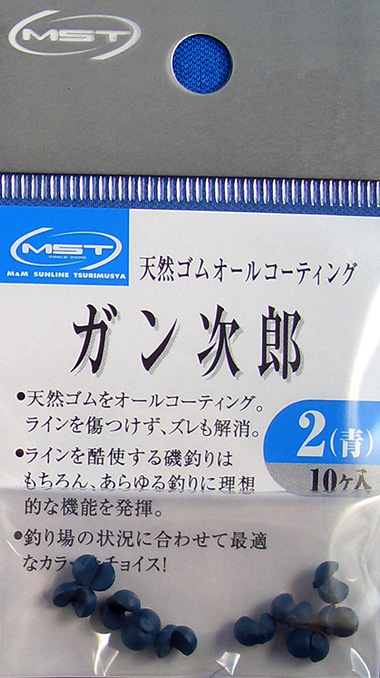 MST
MST
SINCE 2000
M&M SUNLINE TSURIMUSYA
天然ゴムオールコーティング
ガン次郎
●天然ゴムをオールコーティング。
ラインを傷つけず、ズレも解消。
2(青)
10ケ入
●ラインを酷使する磯釣りは
もちろん、あらゆる釣りに理想
的な機能を発揮。
●釣り場の状況に合わせて最適
なカラーをチョイス!